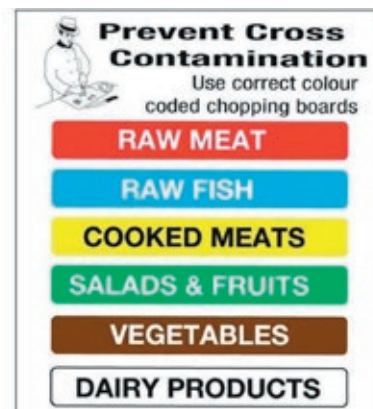 Prevent Cross
Contamination
Use correct colour
coded chopping boards
RAW MEAT
RAW FISH
COOKED MEATS
SALADS & FRUITS
VEGETABLES
DAIRY PRODUCTS